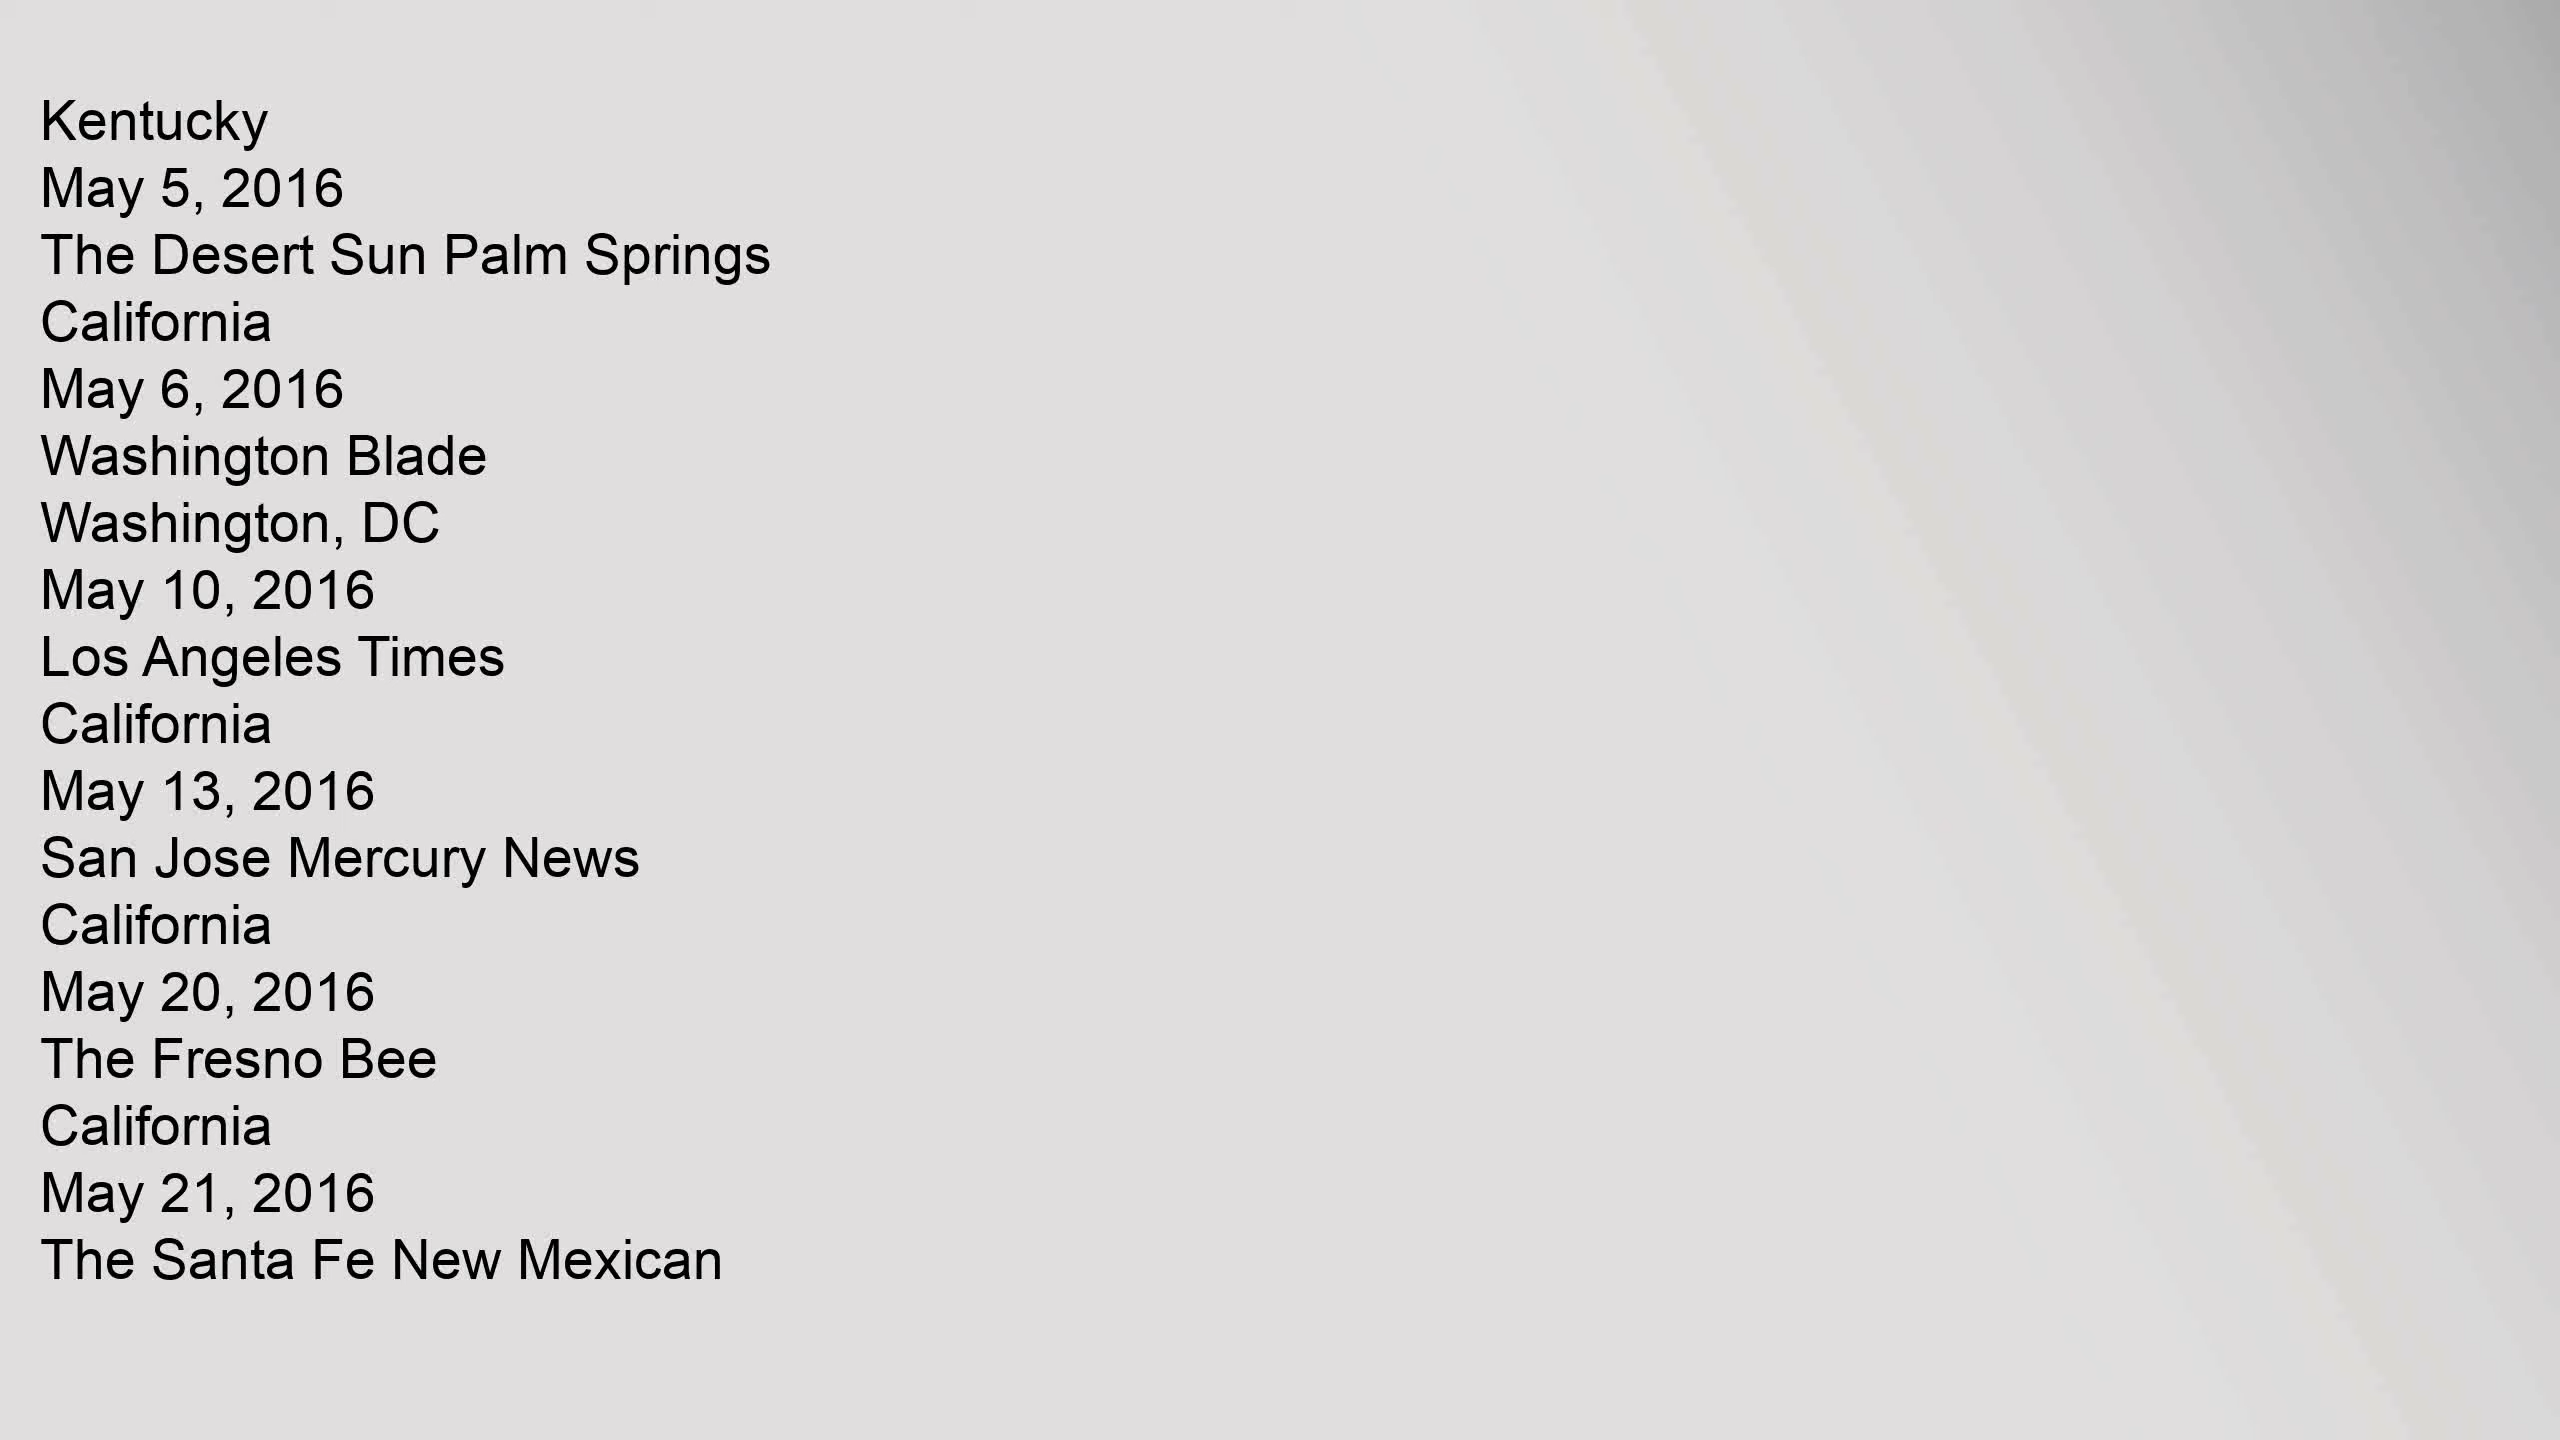 Kentucky
May 5, 2016
The Desert Sun Palm Springs
California
May 6, 2016
Washington Blade
Washington, DC
May 10, 2016
Los Angeles Times
California
May 13, 2016
San Jose Mercury News
California
May 20, 2016
The Fresno Bee
California
May 21, 2016
The Santa Fe New Mexican